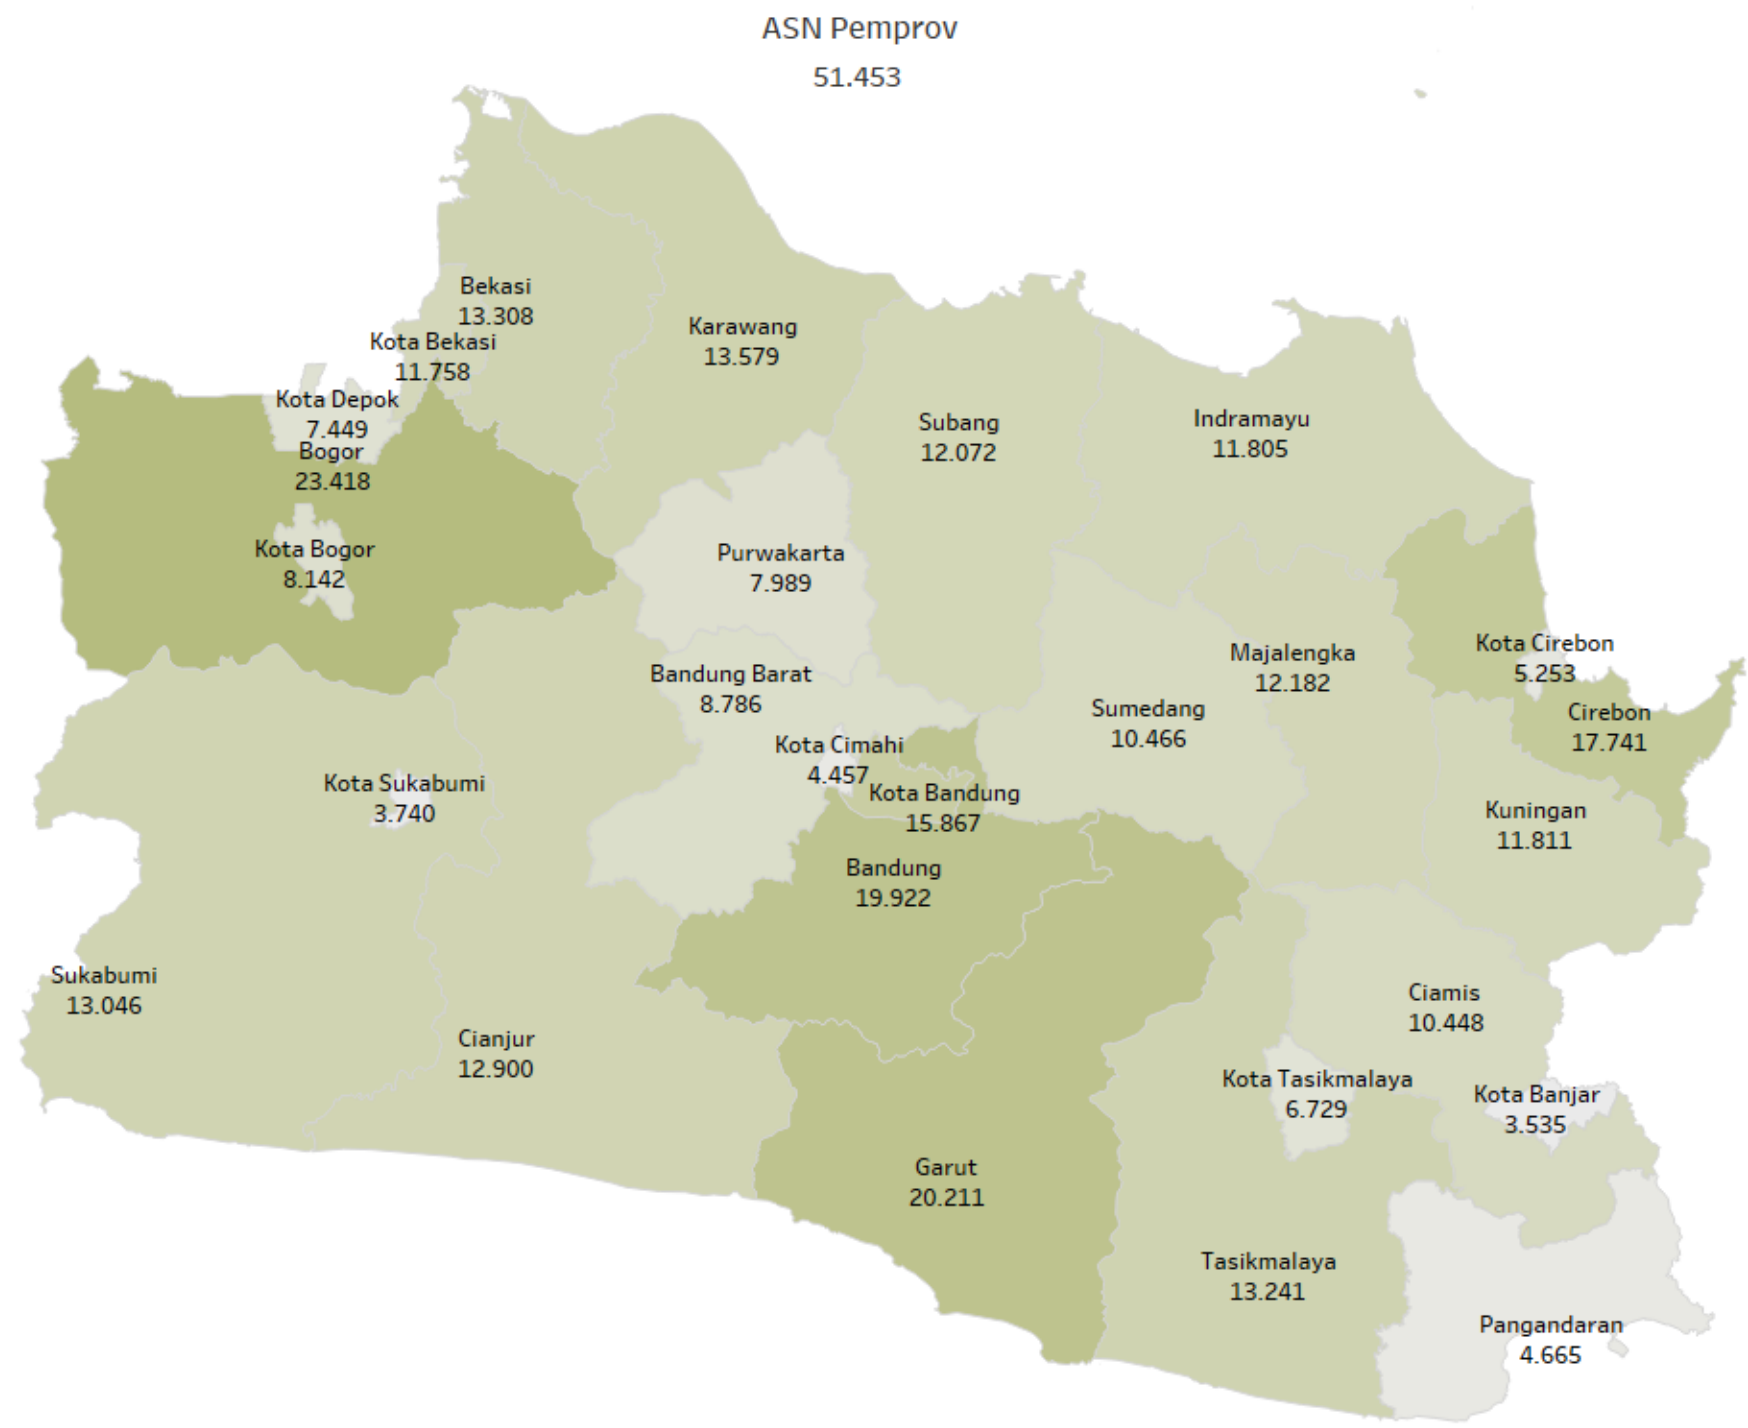 ASN Pemprov
51.453
Bekasi
13.308
Kota Bekasi
11.758
Karawang
13.579
Kota Depok
7.449
Bogor
23.418
Subang
12.072
Indramayu
11.805
Kota Bogor
8.142
Purwakarta
7.989
Kota Cirebon
5.253
Majalengka
12.182
Bandung Barat
8.786
Sumedang
10.466
Cirebon
17.741
Kota Cimahi
4.457
Kota Sukabumi
3.740
Kota Bandung
15.867
Kuningan
11.811
Bandung
19.922
Sukabumi
13.046
Ciamis
10.448
Cianjur
12.900
Kota Tasikmalaya
6.729
Kota Banjar
3.535
Garut
20.211
Tasikmalaya
13.241
Pangandaran
4.665